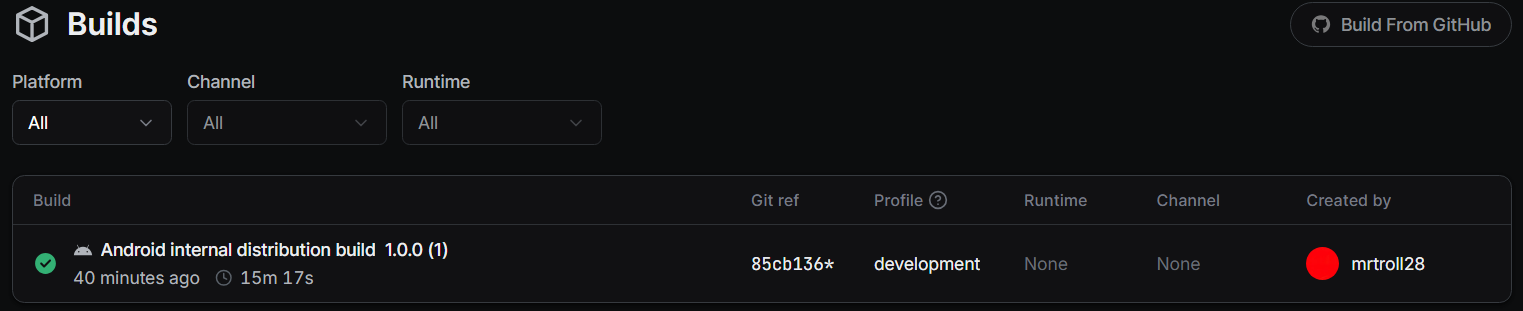 Builds
Build From GitHub
Platform Channel Runtime
All All All
Build Git ref Profile Runtime Channel Created by
Android internal distribution build 1.0.0 (1)
40 minutes ago 15m 17s
85cb136* development None None mrtroll28